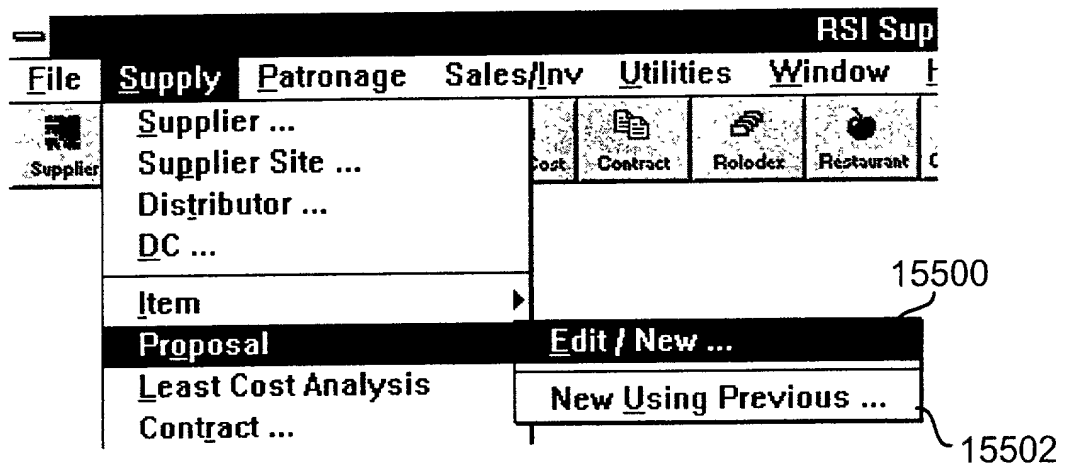 RSI Sup
File Supply Patronage Sales/Inv Utilities Window H
Supplier Cost Contract Rolodex Restaurant
Supplier ...
Supplier Site ...
Distributor ...
DC ...
Item
Proposal
Least Cost Analysis
Contract ...
15500
Edit / New ...
New Using Previous ...
15502